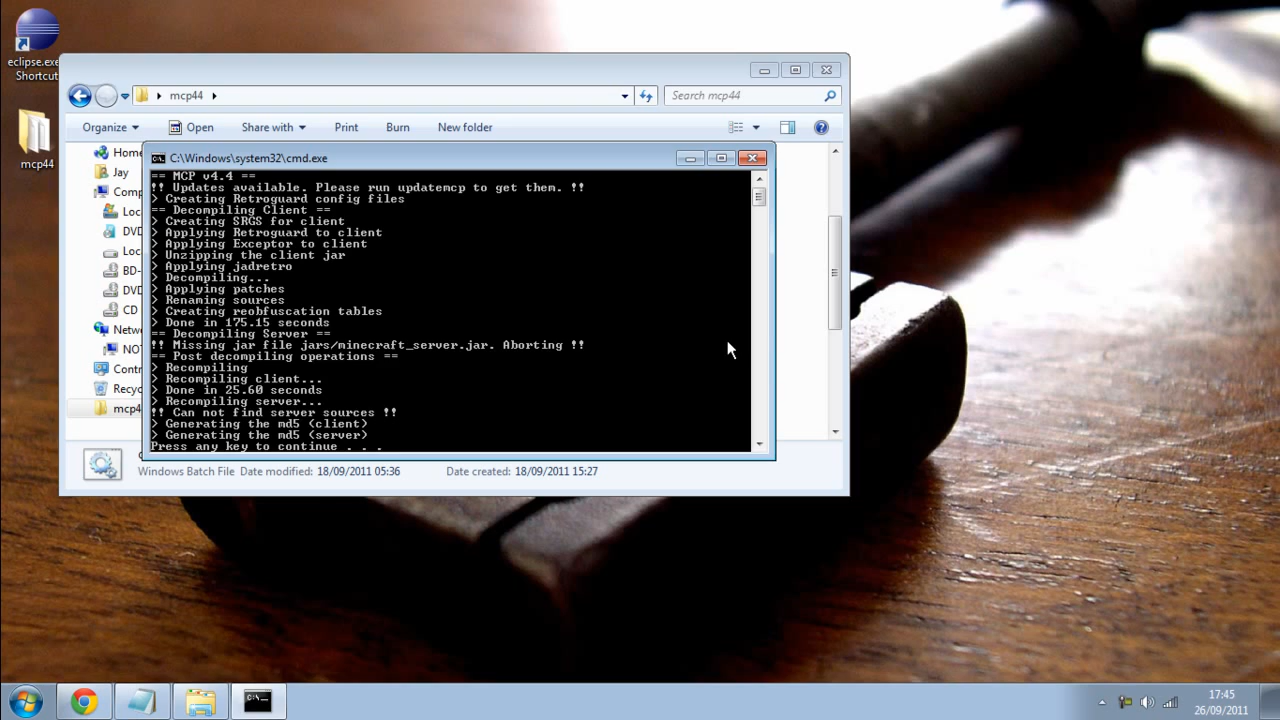 eclipse.exe
Shortcut
mcp44
mcp44
Search mcp44
Organize
Open
Share with
Print
Burn
New folder
Home
Jay
Comp
Loc
DVD
Loc
BD-
DVD
CD
Netw
NOT
Contr
Recyc
mcp4
C:\Windows\system32\cmd.exe
== MCP v4.4 ==
!! Updates available. Please run updatemcp to get them. !!
> Creating Retroguard config files
== Decompiling Client ==
> Creating SRGS for client
> Applying Retroguard to client
> Applying Exceptor to client
> Unzipping the client jar
> Applying jadretro
> Decompiling...
> Applying patches
> Renaming sources
> Creating reobfuscation tables
> Done in 175.15 seconds
== Decompiling Server ==
!! Missing jar file jars/minecraft_server.jar. Aborting !!
== Post decompiling operations ==
> Recompiling
> Recompiling client...
> Done in 25.60 seconds
> Recompiling server...
!! Can not find server sources !!
> Generating the md5 (client)
> Generating the md5 (server)
Press any key to continue . . .
Windows Batch File Date modified: 18/09/2011 05:36 Date created: 18/09/2011 15:27
17:45
26/09/2011